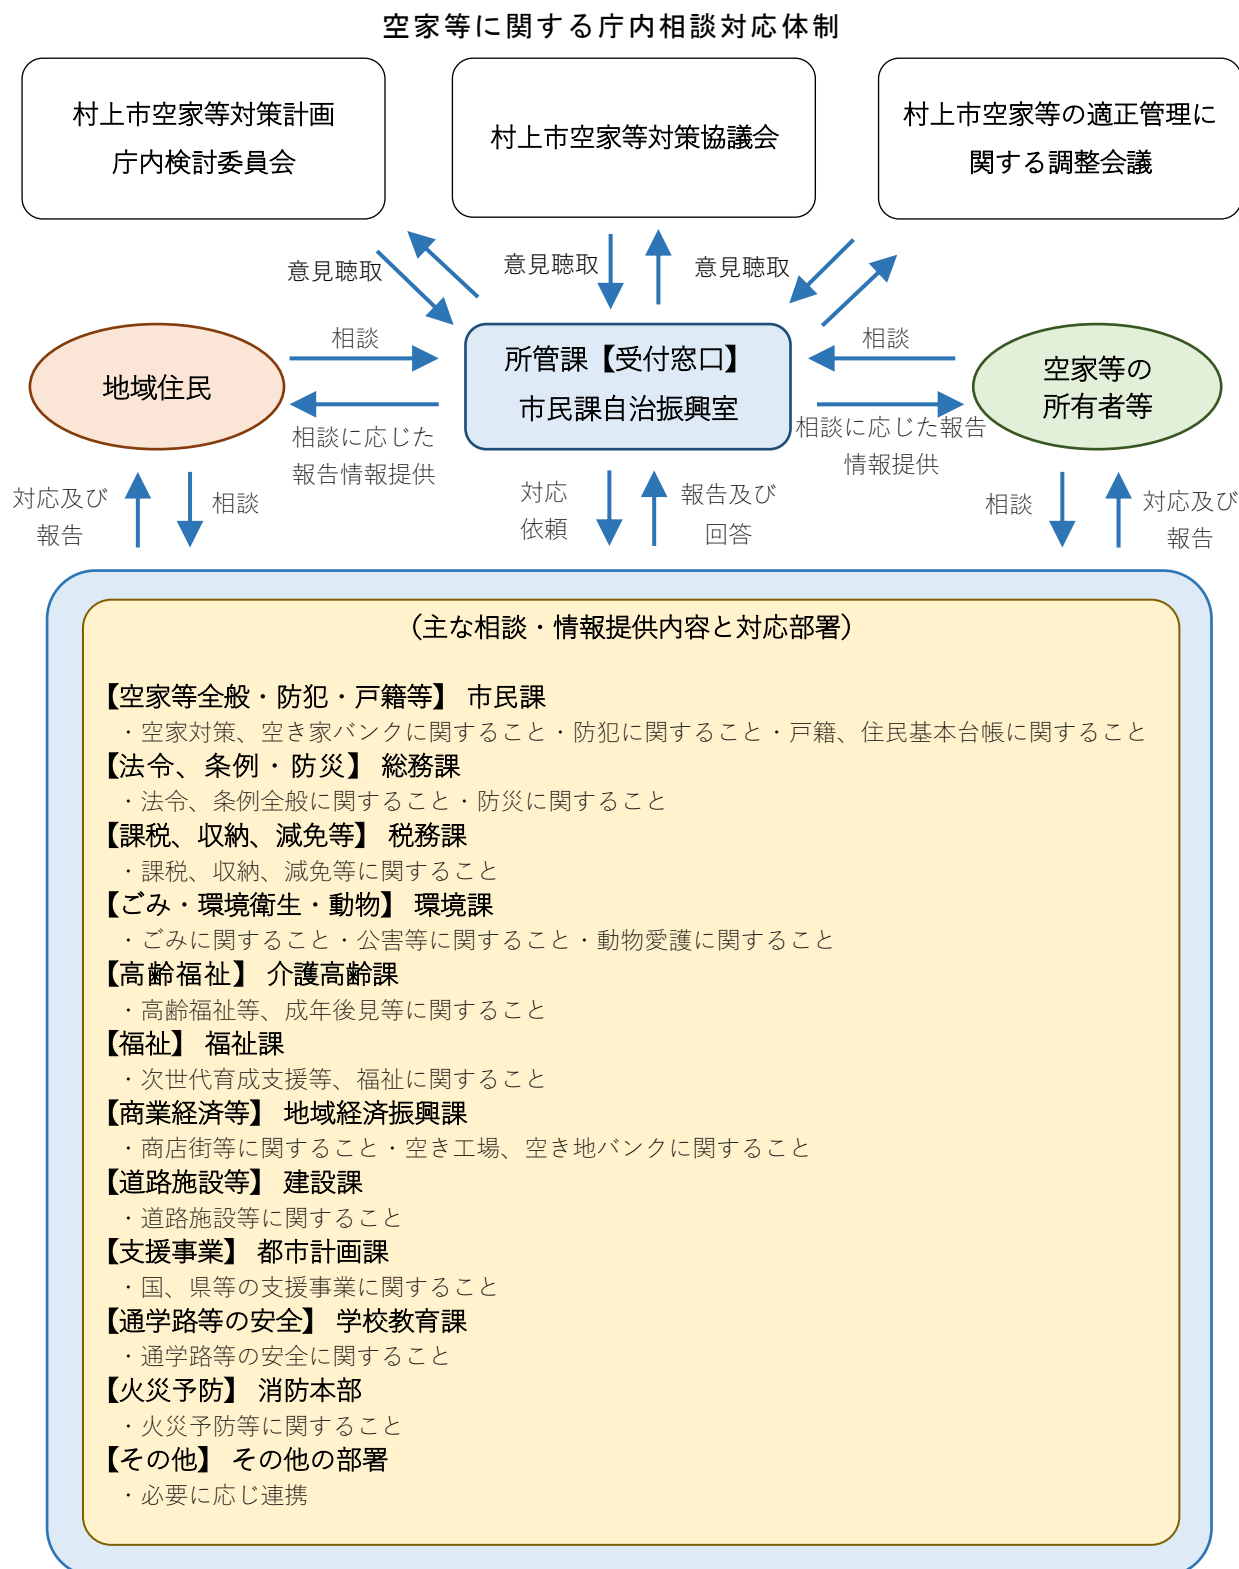 空家等に関する庁内相談対応体制
村上市空家等対策計画
庁内検討委員会
村上市空家等対策協議会
村上市空家等の適正管理に
関する調整会議
意見聴取
意見聴取
意見聴取
地域住民
相談
相談に応じた
報告情報提供
所管課【受付窓口】
市民課自治振興室
相談
相談に応じた報告
情報提供
空家等の
所有者等
対応及び
報告
相談
対応
依頼
報告及び
回答
相談
対応及び
報告
（主な相談・情報提供内容と対応部署）
【空家等全般・防犯・戸籍等】 市民課
・空家対策、空き家バンクに関すること・防犯に関すること・戸籍、住民基本台帳に関すること
【法令、条例・防災】 総務課
・法令、条例全般に関すること・防災に関すること
【課税、収納、減免等】 税務課
・課税、収納、減免等に関すること
【ごみ・環境衛生・動物】 環境課
・ごみに関すること・公害等に関すること・動物愛護に関すること
【高齢福祉】 介護高齢課
・高齢福祉等、成年後見等に関すること
【福祉】 福祉課
・次世代育成支援等、福祉に関すること
【商業経済等】 地域経済振興課
・商店街等に関すること・空き工場、空き地バンクに関すること
【道路施設等】 建設課
・道路施設等に関すること
【支援事業】 都市計画課
・国、県等の支援事業に関すること
【通学路等の安全】 学校教育課
・通学路等の安全に関すること
【火災予防】 消防本部
・火災予防等に関すること
【その他】 その他の部署
・必要に応じ連携